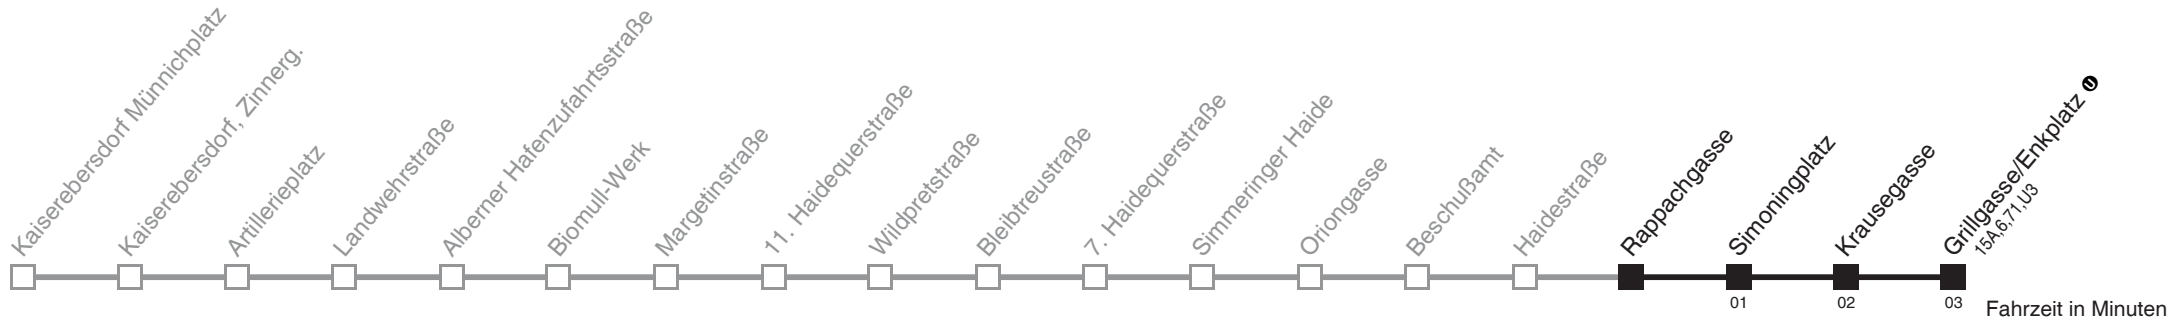 Kaiserebersdorf Münnichplatz
Kaiserebersdorf, Zinnerg.
Artillerieplatz
Landwehrstraße
Alberner Hafenzufahrtsstraße
Biomull-Werk
Margetinstraße
11. Haidequerstraße
Wildpretstraße
Bleibtreustraße
7. Haidequerstraße
Simmeringer Haide
Oriongasse
Beschußamt
Haidestraße
Rappachgasse
Simoningplatz
Krausegasse
Grillgasse/Enkplatz U
15A,6,71,U3
01
02
03
Fahrzeit in Minuten